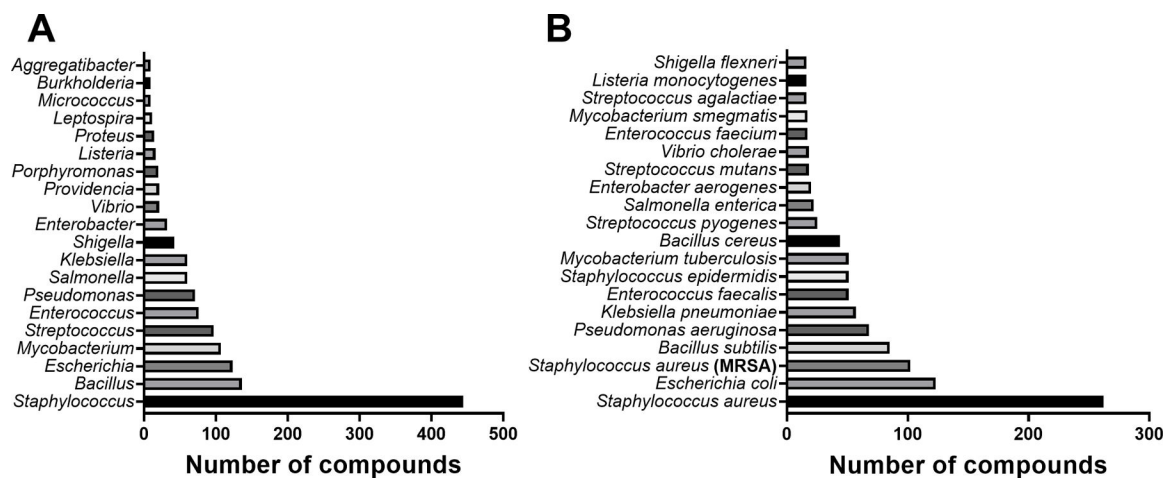 A
Aggregatibacter
Burkholderia
Micrococcus
Leptospira
Proteus
Listeria
Porphyromonas
Providencia
Vibrio
Enterobacter
Shigella
Klebsiella
Salmonella
Pseudomonas
Enterococcus
Streptococcus
Mycobacterium
Escherichia
Bacillus
Staphylococcus
0 100 200 300 400 500
Number of compounds
B
Shigella flexneri
Listeria monocytogenes
Streptococcus agalactiae
Mycobacterium smegmatis
Enterococcus faecium
Vibrio cholerae
Streptococcus mutans
Enterobacter aerogenes
Salmonella enterica
Streptococcus pyogenes
Bacillus cereus
Mycobacterium tuberculosis
Staphylococcus epidermidis
Enterococcus faecalis
Klebsiella pneumoniae
Pseudomonas aeruginosa
Bacillus subtilis
Staphylococcus aureus (MRSA)
Escherichia coli
Staphylococcus aureus
0 100 200 300
Number of compounds